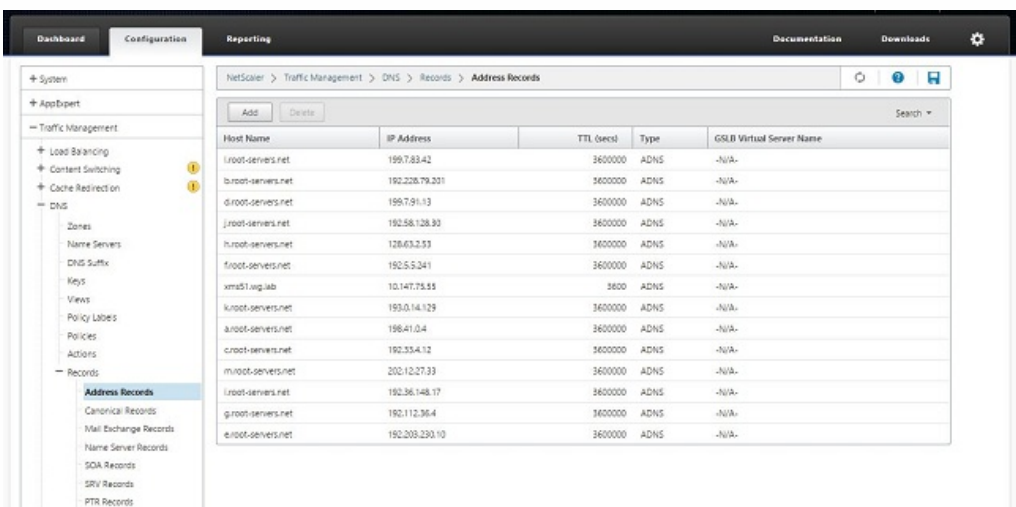 Dashboard Configuration Reporting Documentation Downloads
+ System
+ AppExpert
− Traffic Management
+ Load Balancing
+ Content Switching
+ Cache Redirection
− DNS
Zones
Name Servers
DNS Suffix
Keys
Views
Policy Labels
Policies
Actions
− Records
Address Records
Canonical Records
Mail Exchange Records
Name Server Records
SOA Records
SRV Records
PTR Records
NetScaler > Traffic Management > DNS > Records > Address Records
Add Delete Search
Host Name IP Address TTL (secs) Type GSLB Virtual Server Name
l.root-servers.net 199.7.83.42 3600000 ADNS -N/A-
b.root-servers.net 192.228.79.201 3600000 ADNS -N/A-
d.root-servers.net 199.7.91.13 3600000 ADNS -N/A-
j.root-servers.net 192.58.128.30 3600000 ADNS -N/A-
h.root-servers.net 128.63.2.53 3600000 ADNS -N/A-
f.root-servers.net 192.5.5.241 3600000 ADNS -N/A-
xms51.wg.lab 10.147.75.55 3600 ADNS -N/A-
k.root-servers.net 193.0.14.129 3600000 ADNS -N/A-
a.root-servers.net 198.41.0.4 3600000 ADNS -N/A-
c.root-servers.net 192.33.4.12 3600000 ADNS -N/A-
m.root-servers.net 202.12.27.33 3600000 ADNS -N/A-
i.root-servers.net 192.36.148.17 3600000 ADNS -N/A-
g.root-servers.net 192.112.36.4 3600000 ADNS -N/A-
e.root-servers.net 192.203.230.10 3600000 ADNS -N/A-